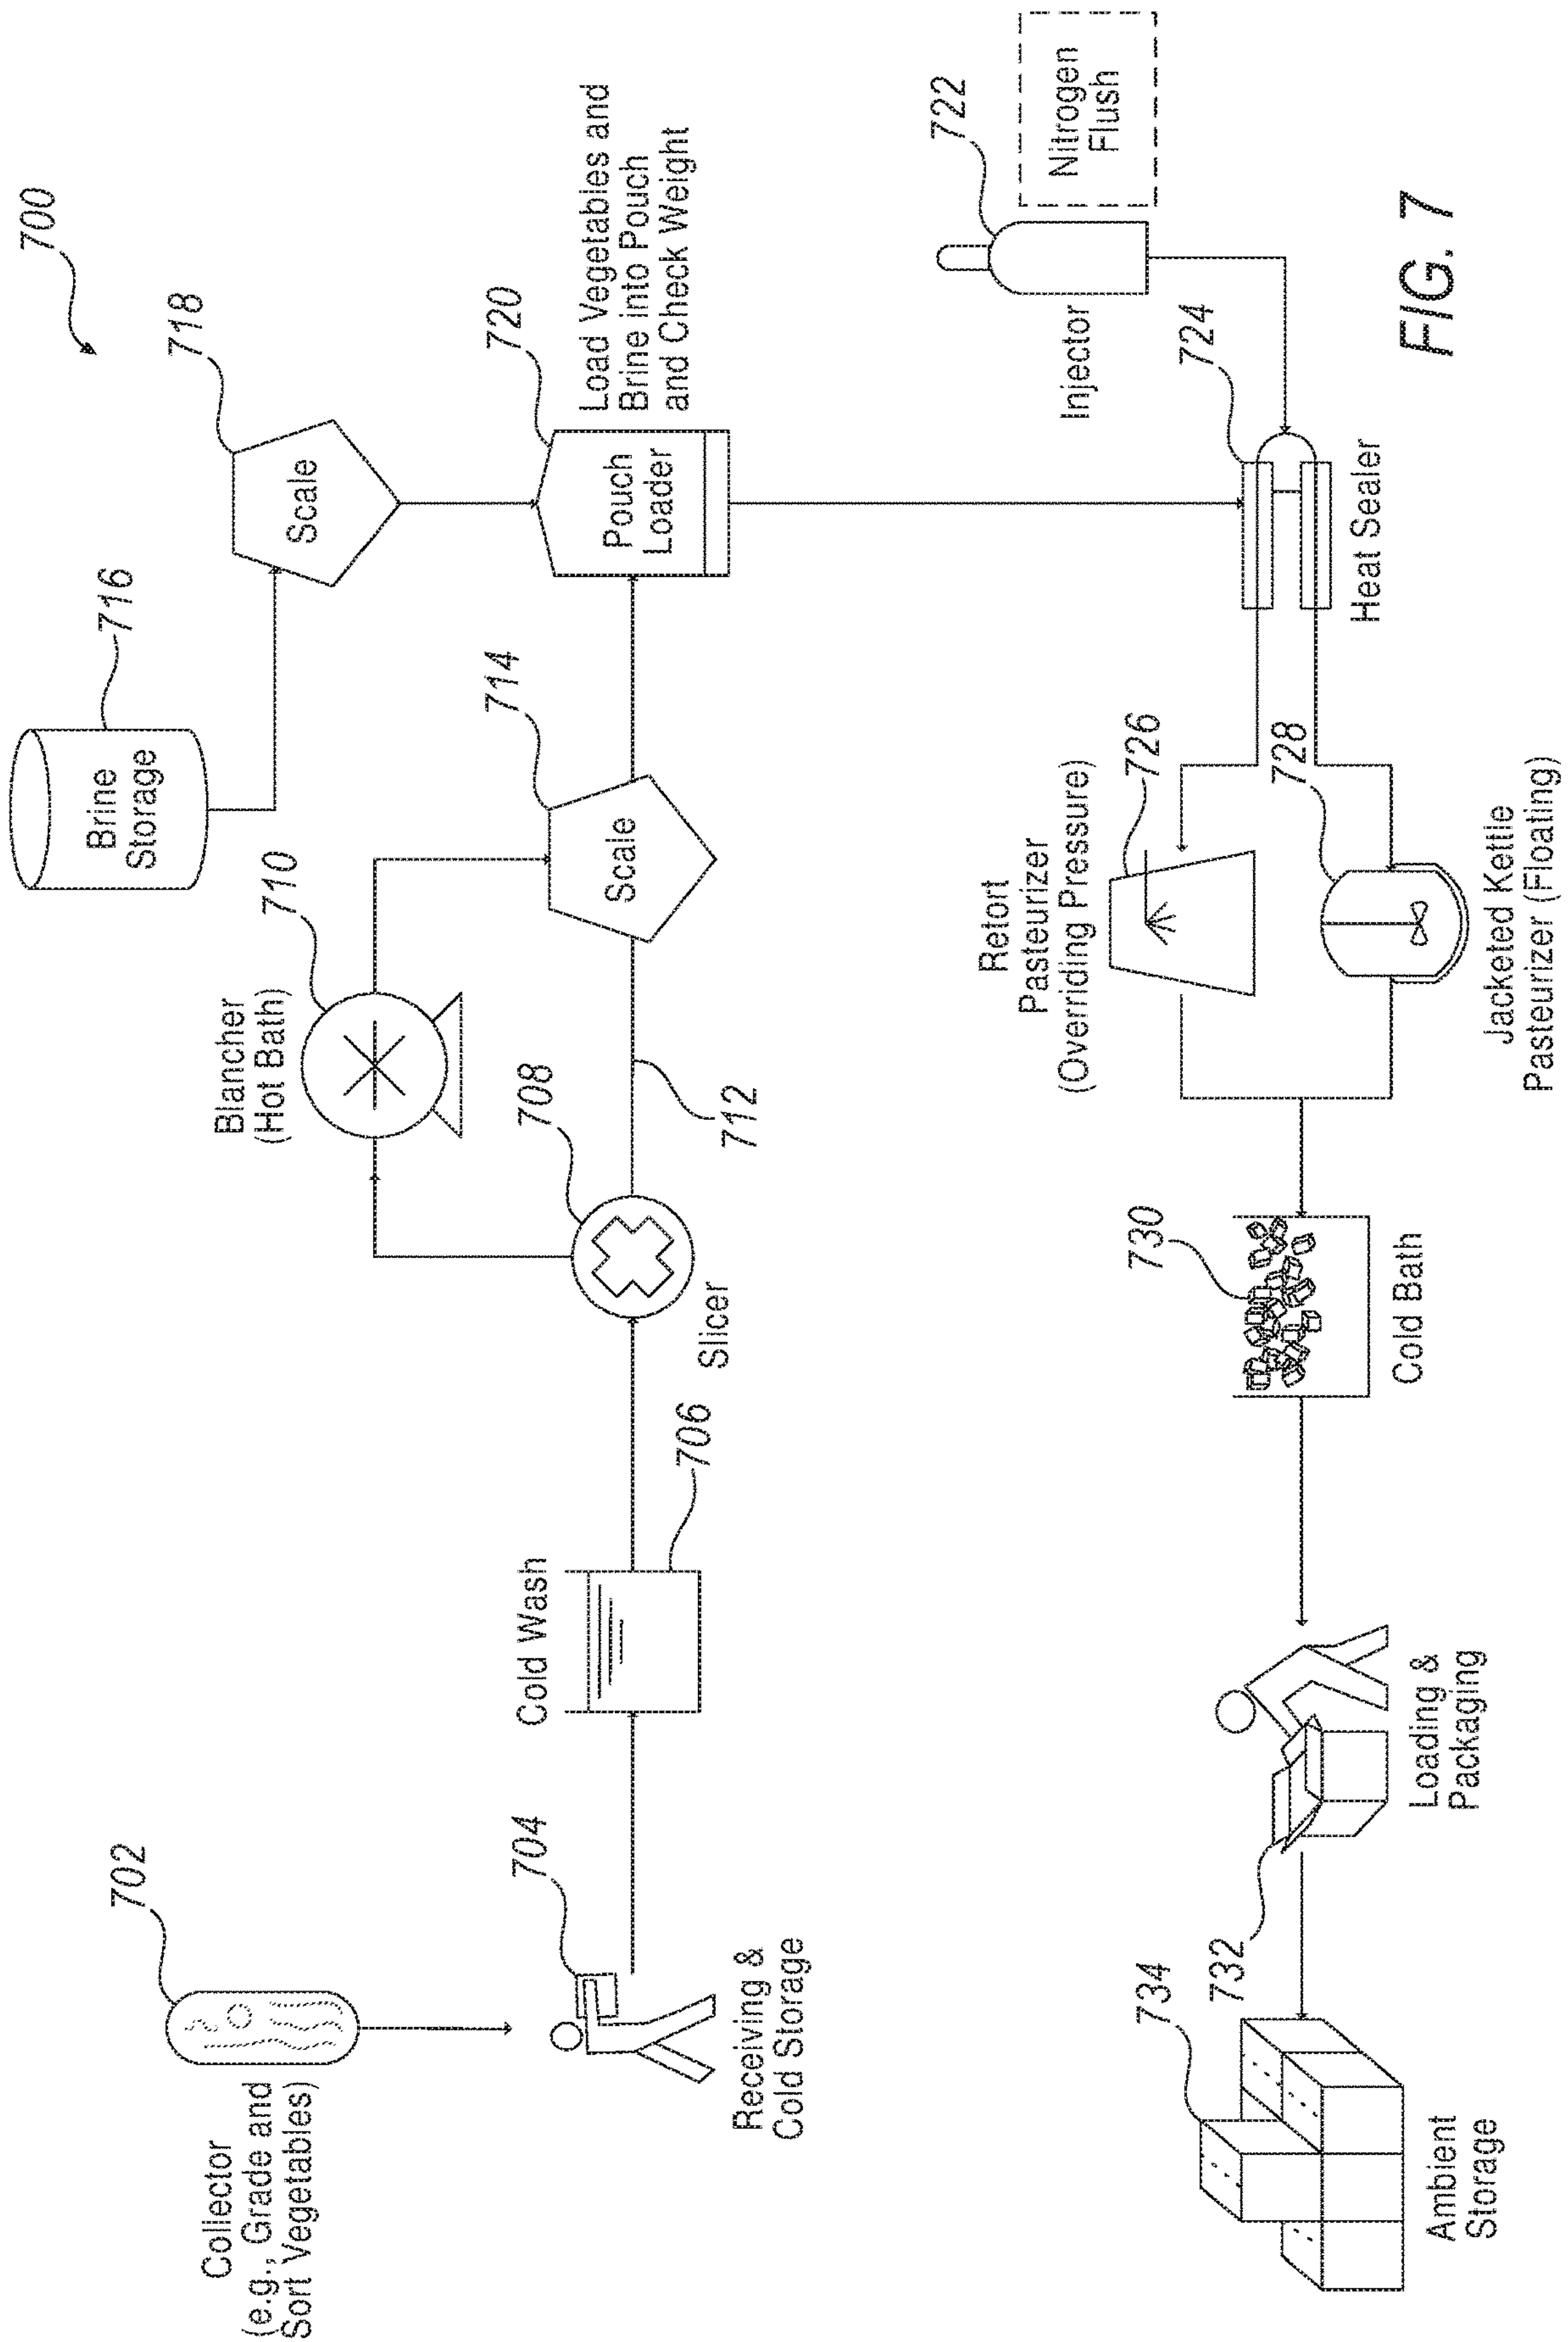 700
702
Collector
(e.g., Grade and
Sort Vegetables)
704
Receiving &
Cold Storage
Cold Wash
706
708
Slicer
Blancher
(Hot Bath)
710
712
714
Scale
Brine
Storage
716
718
Scale
720
Pouch
Loader
Load Vegetables and
Brine into Pouch
and Check Weight
722
Nitrogen
Flush
Injector
724
Heat Sealer
Retort
Pasteurizer
(Overriding Pressure)
726
728
Jacketed Kettle
Pasteurizer (Floating)
730
Cold Bath
732
Loading &
Packaging
734
Ambient
Storage
FIG. 7